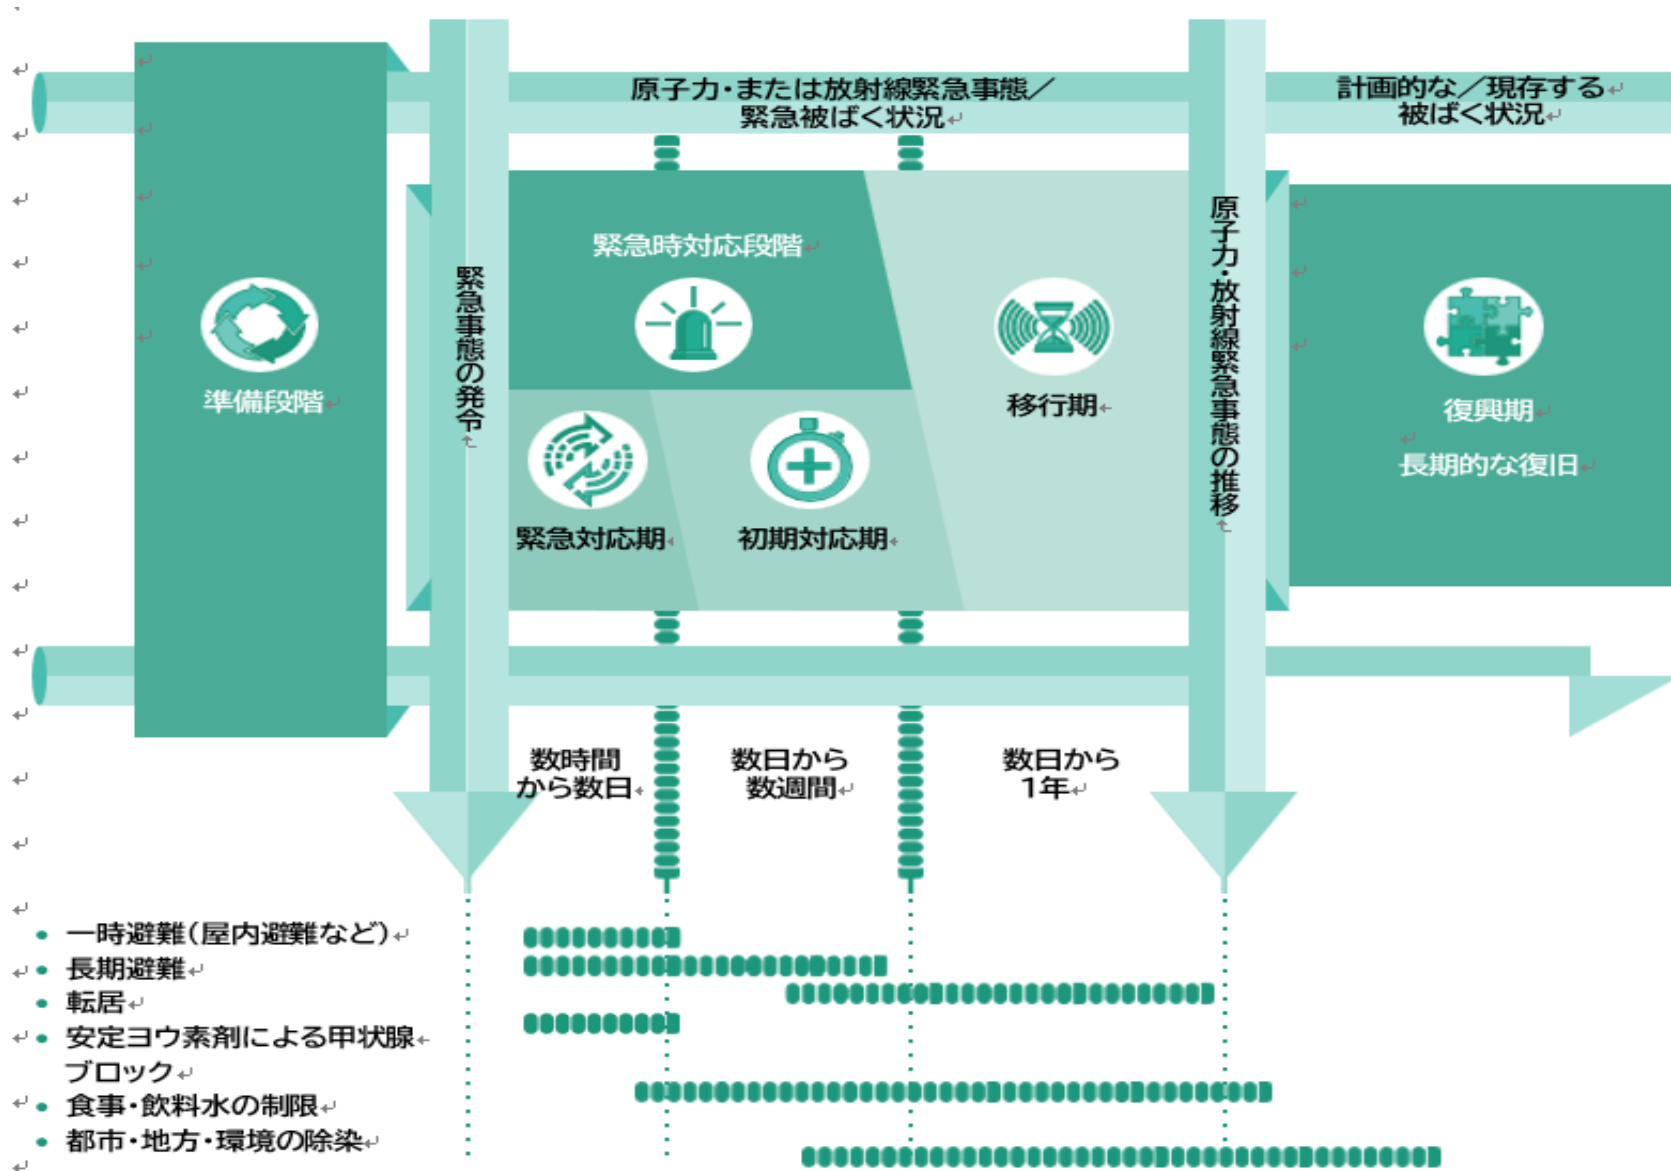 原子力・または放射線緊急事態／
緊急被ばく状況
計画的な／現存する
被ばく状況
準備段階
緊急事態の発令
緊急時対応段階
緊急対応期
初期対応期
移行期
原子力・放射線緊急事態の推移
復興期
長期的な復旧
数時間
から数日
数日から
数週間
数日から
1年
• 一時避難（屋内避難など）
• 長期避難
• 転居
• 安定ヨウ素剤による甲状腺
ブロック
• 食事・飲料水の制限
• 都市・地方・環境の除染